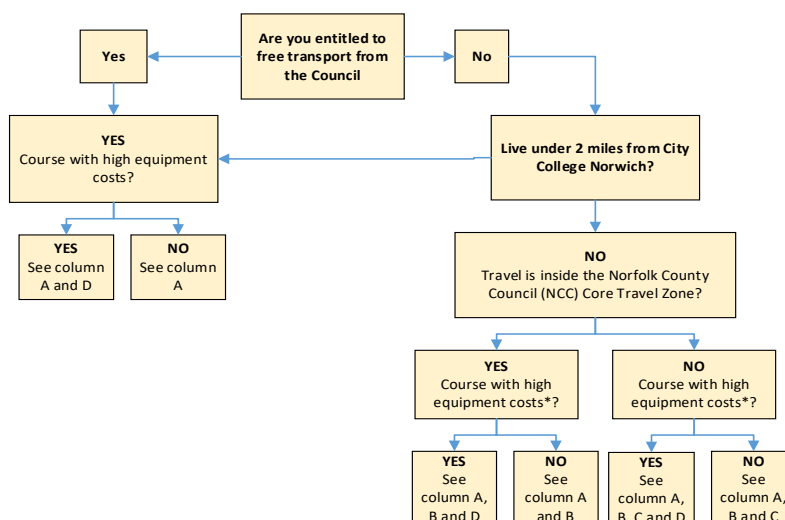 Are you entitled to
free transport from
the Council
Yes
No
YES
Course with high equipment
costs?
Live under 2 miles from City
College Norwich?
YES
See column
A and D
NO
See column
A
NO
Travel is inside the Norfolk County
Council (NCC) Core Travel Zone?
YES
Course with high
equipment costs*?
NO
Course with high
equipment costs*?
YES
See
column A,
B and D
NO
See
column A
and B
YES
See
column A,
B, C and D
NO
See
column A,
B and C